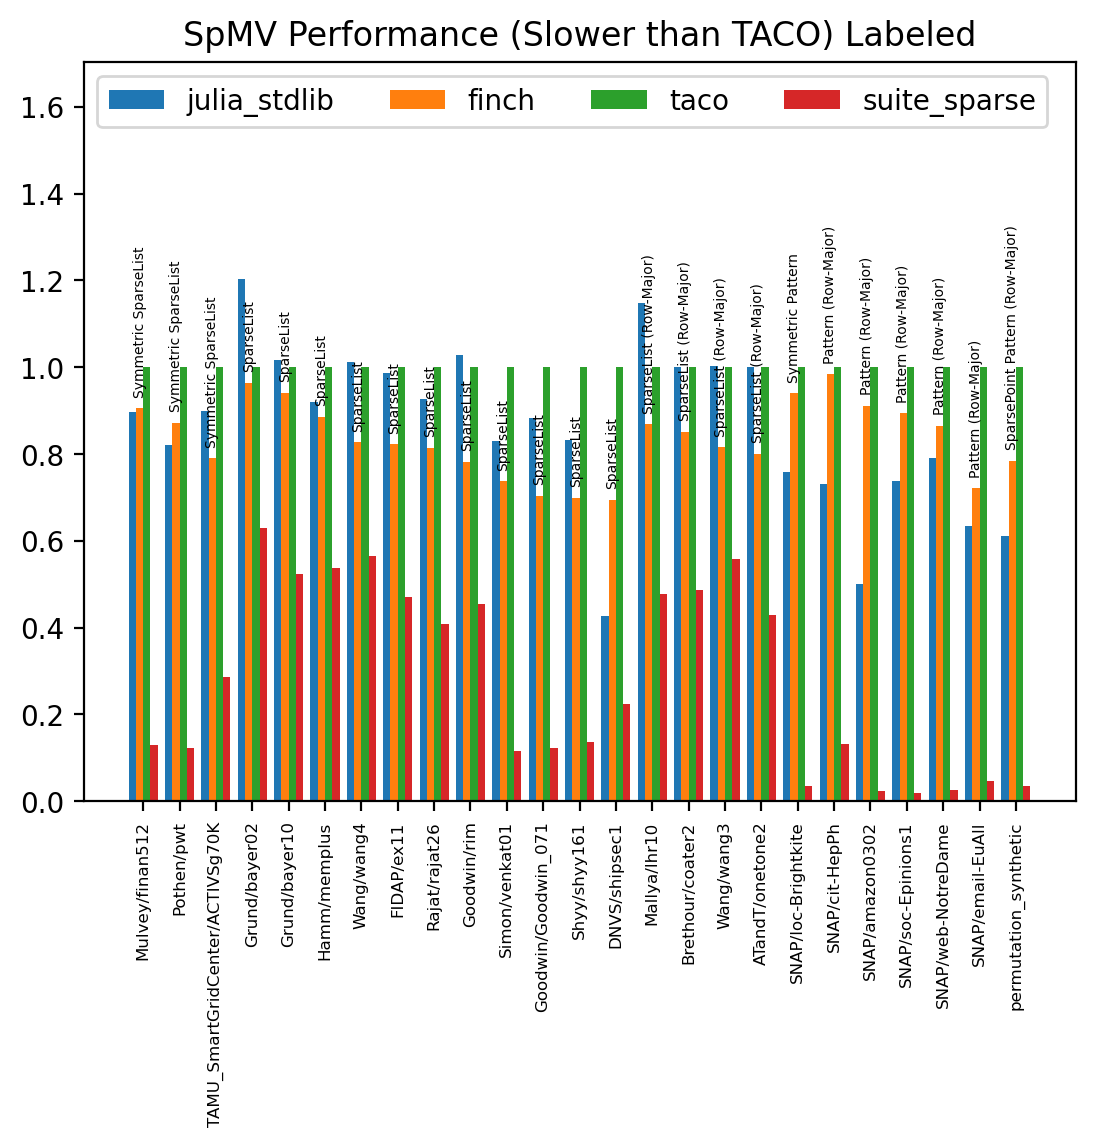 SpMV Performance (Slower than TACO) Labeled
julia_stdlib finch taco suite_sparse
1.6
1.4
1.2
1.0
0.8
0.6
0.4
0.2
0.0
Symmetric SparseList
Symmetric SparseList
Symmetric SparseList
SparseList
SparseList
SparseList
SparseList
SparseList
SparseList
SparseList
SparseList
SparseList
SparseList
SparseList
SparseList (Row-Major)
SparseList (Row-Major)
SparseList (Row-Major)
SparseList (Row-Major)
Symmetric Pattern
Pattern (Row-Major)
Pattern (Row-Major)
Pattern (Row-Major)
Pattern (Row-Major)
Pattern (Row-Major)
SparsePoint Pattern (Row-Major)
Mulvey/finan512
Pothen/pwt
TAMU_SmartGridCenter/ACTIVSg70K
Grund/bayer02
Grund/bayer10
Hamm/memplus
Wang/wang4
FIDAP/ex11
Rajat/rajat26
Goodwin/rim
Simon/venkat01
Goodwin/Goodwin_071
Shyy/shyy161
DNVS/shipsec1
Mallya/lhr10
Brethour/coater2
Wang/wang3
ATandT/onetone2
SNAP/loc-Brightkite
SNAP/cit-HepPh
SNAP/amazon0302
SNAP/soc-Epinions1
SNAP/web-NotreDame
SNAP/email-EuAll
permutation_synthetic